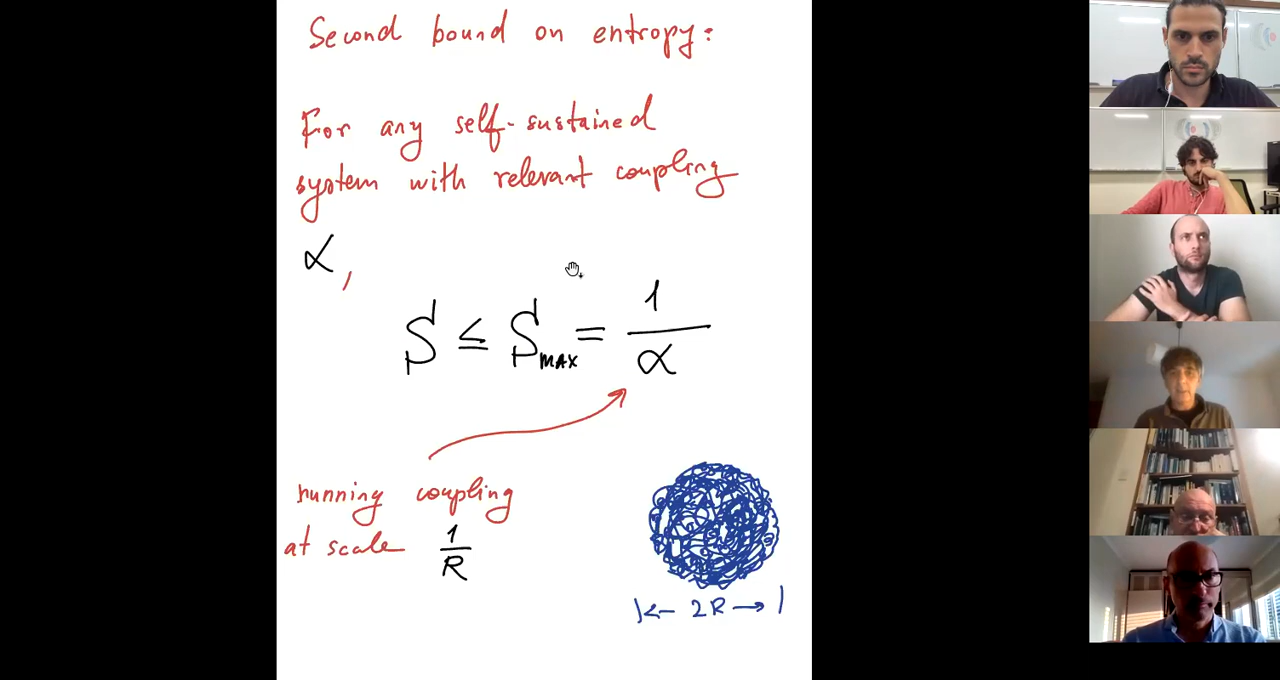 Second bound on entropy:
For any self-sustained
system with relevant coupling
α,
S ≤ S_MAX = 1/α
running coupling
at scale 1/R
|← 2R → |